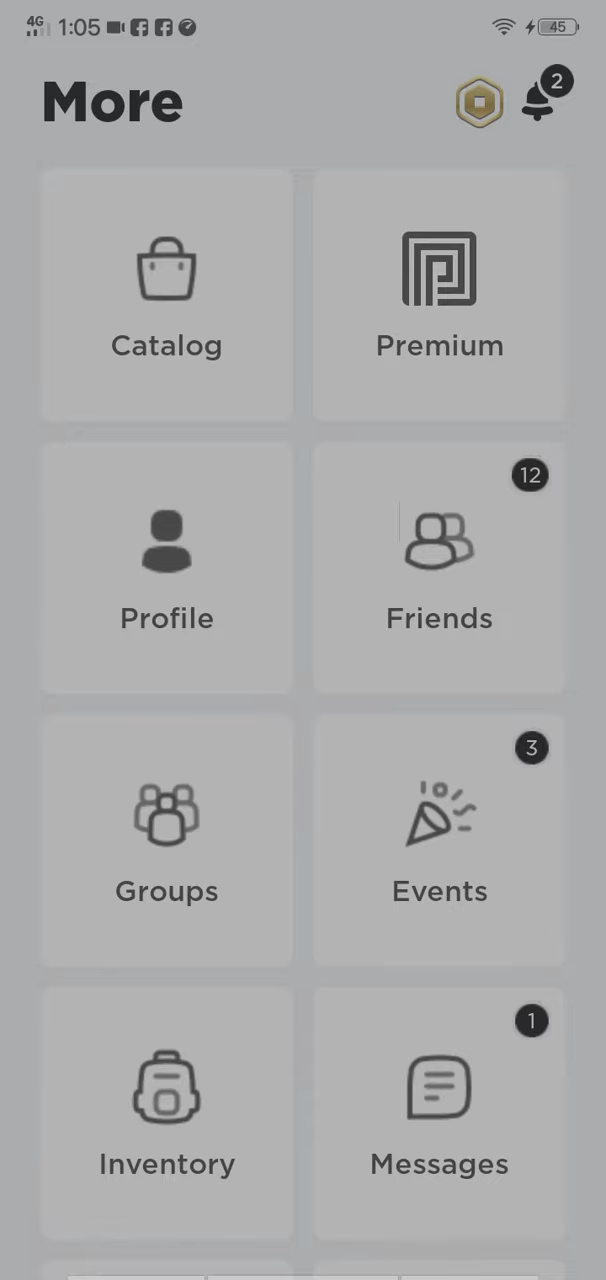 4G 1:05 45
More 2
Catalog Premium
12
Profile Friends
3
Groups Events
1
Inventory Messages